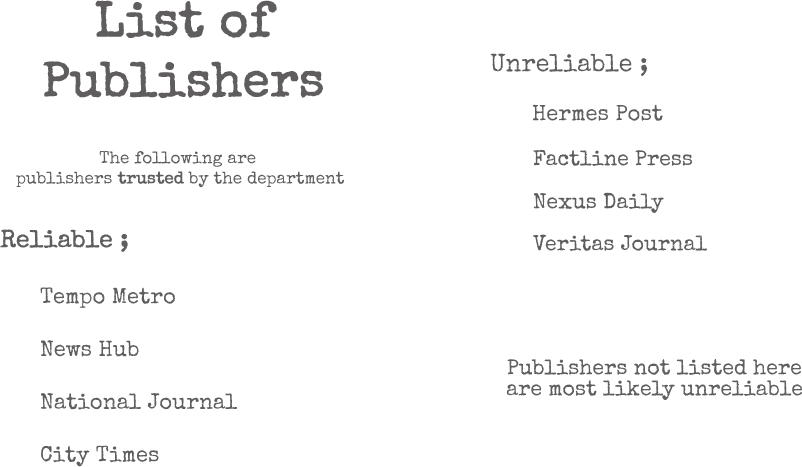 List of
Publishers
The following are
publishers trusted by the department
Reliable ;
Tempo Metro
News Hub
National Journal
City Times
Unreliable ;
Hermes Post
Factline Press
Nexus Daily
Veritas Journal
Publishers not listed here
are most likely unreliable